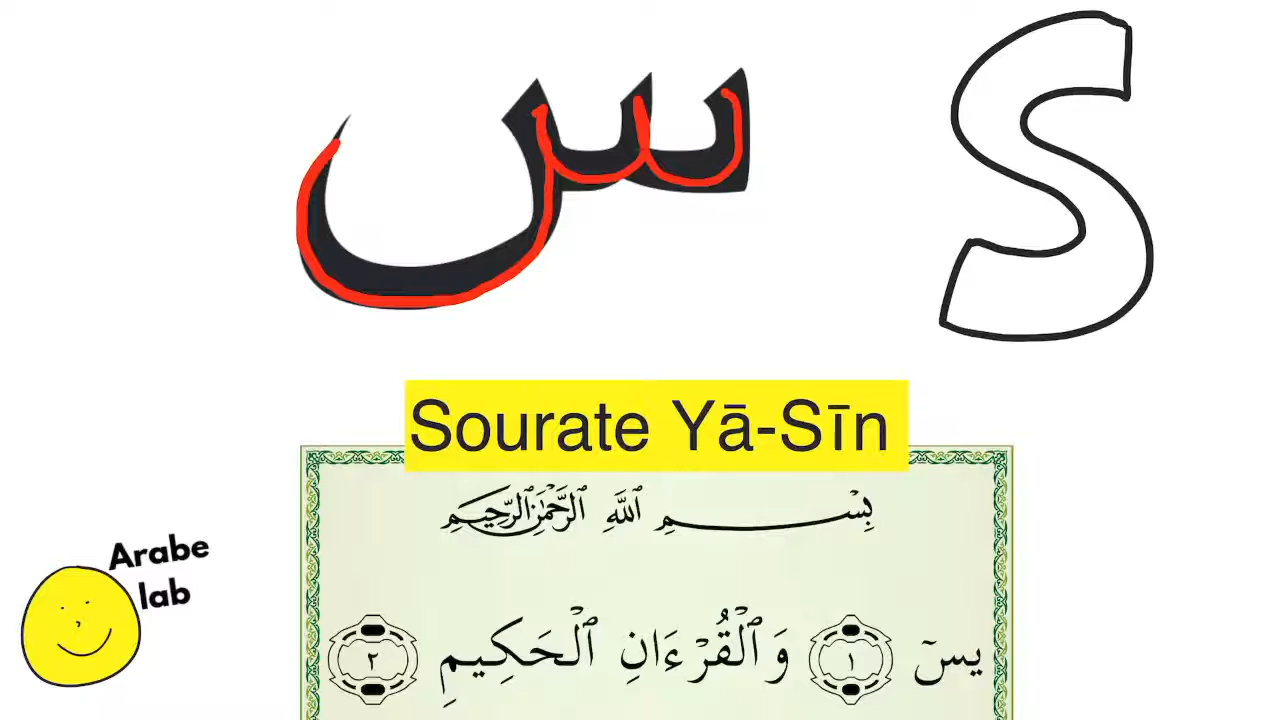 س S
Sourate Yā-Sīn
بِسْمِ ٱللَّهِ ٱلرَّحْمَٰنِ ٱلرَّحِيمِ
يسٓ ١ وَٱلْقُرْءَانِ ٱلْحَكِيمِ ٢
Arabe
lab